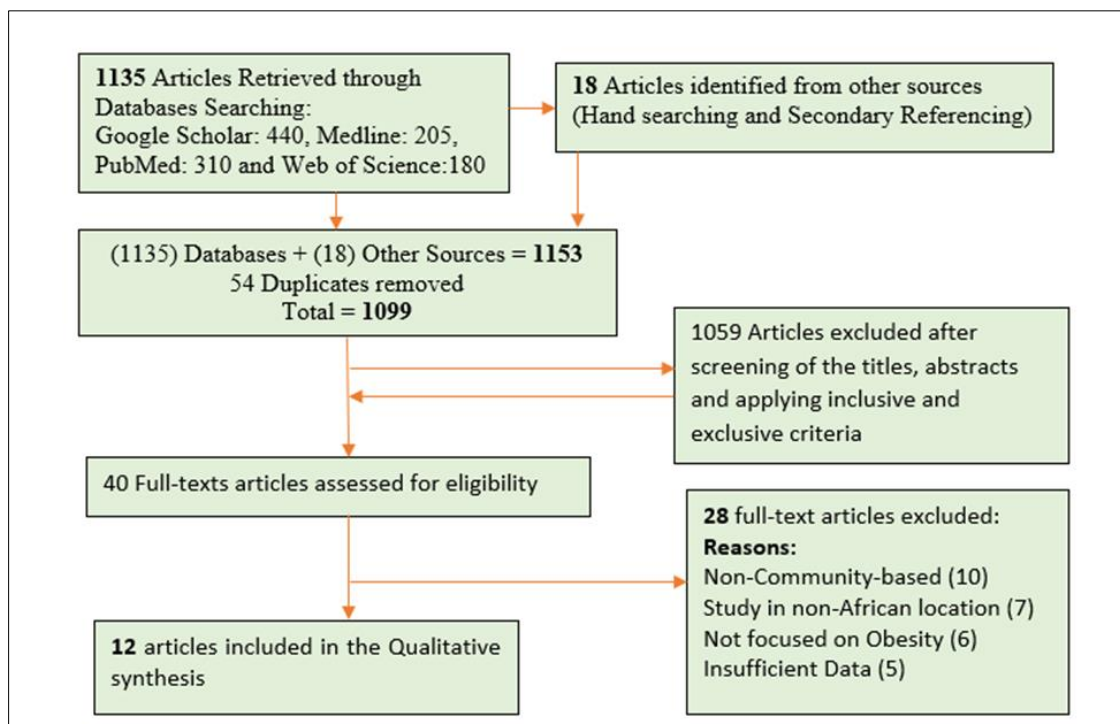 1135 Articles Retrieved through
Databases Searching:
Google Scholar: 440, Medline: 205,
PubMed: 310 and Web of Science:180
18 Articles identified from other sources
(Hand searching and Secondary Referencing)
(1135) Databases + (18) Other Sources = 1153
54 Duplicates removed
Total = 1099
1059 Articles excluded after
screening of the titles, abstracts
and applying inclusive and
exclusive criteria
40 Full-texts articles assessed for eligibility
28 full-text articles excluded:
Reasons:
Non-Community-based (10)
Study in non-African location (7)
Not focused on Obesity (6)
Insufficient Data (5)
12 articles included in the Qualitative
synthesis